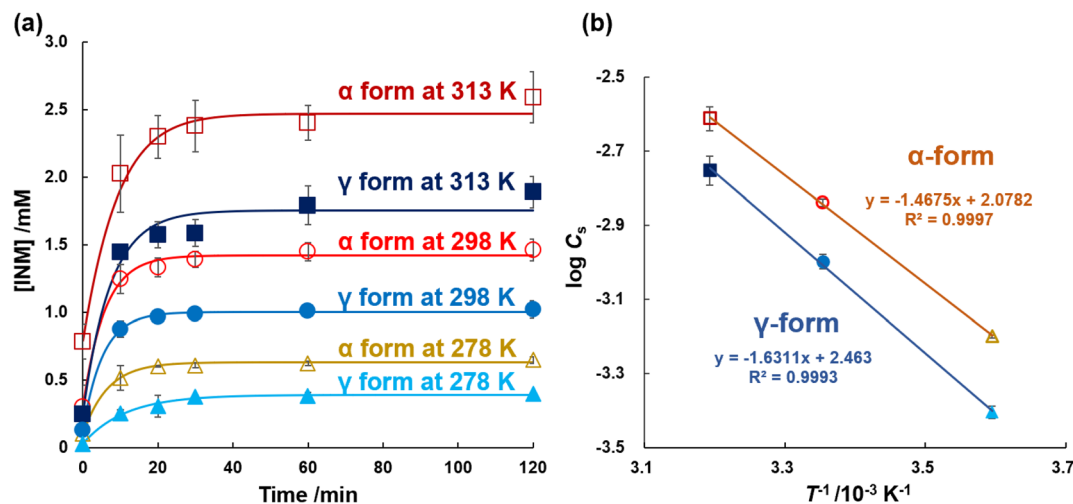 (a)
3.0
2.5
2.0
1.5
1.0
0.5
0
[INM] /mM
α form at 313 K
γ form at 313 K
α form at 298 K
γ form at 298 K
α form at 278 K
γ form at 278 K
0
20
40
60
80
100
120
Time /min
(b)
-2.5
-2.7
-2.9
-3.1
-3.3
-3.5
log Cs
α-form
y = -1.4675x + 2.0782
R² = 0.9997
γ-form
y = -1.6311x + 2.463
R² = 0.9993
3.1
3.3
3.5
3.7
T⁻¹ /10⁻³ K⁻¹